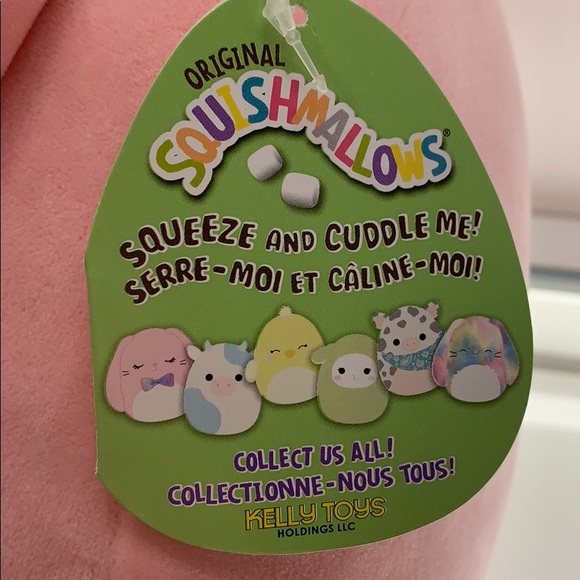 ORIGINAL
SQUISHMALLOWS®
SQUEEZE AND CUDDLE ME!
SERRE-MOI ET CÂLINE-MOI!
COLLECT US ALL!
COLLECTIONNE-NOUS TOUS!
KELLY TOYS
HOLDINGS LLC